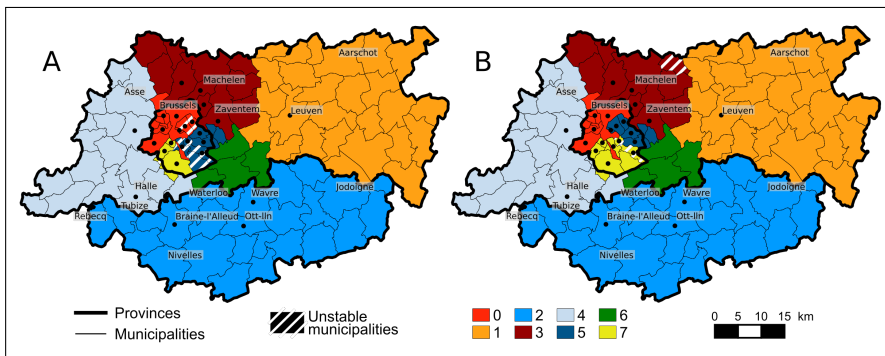 A
Aarschot
Machelen
Asse
Brussels
Zaventem
Leuven
Halle
Waterloo
Wavre
Jodoigne
Rebecq
Tubize
Braine-l'Alleud
Ott-lln
Nivelles
B
Aarschot
Machelen
Asse
Brussels
Zaventem
Leuven
Halle
Waterloo
Wavre
Jodoigne
Rebecq
Tubize
Braine-l'Alleud
Ott-lln
Nivelles
Provinces
Municipalities
Unstable
municipalities
0 2 4 6
1 3 5 7
km
0 5 10 15